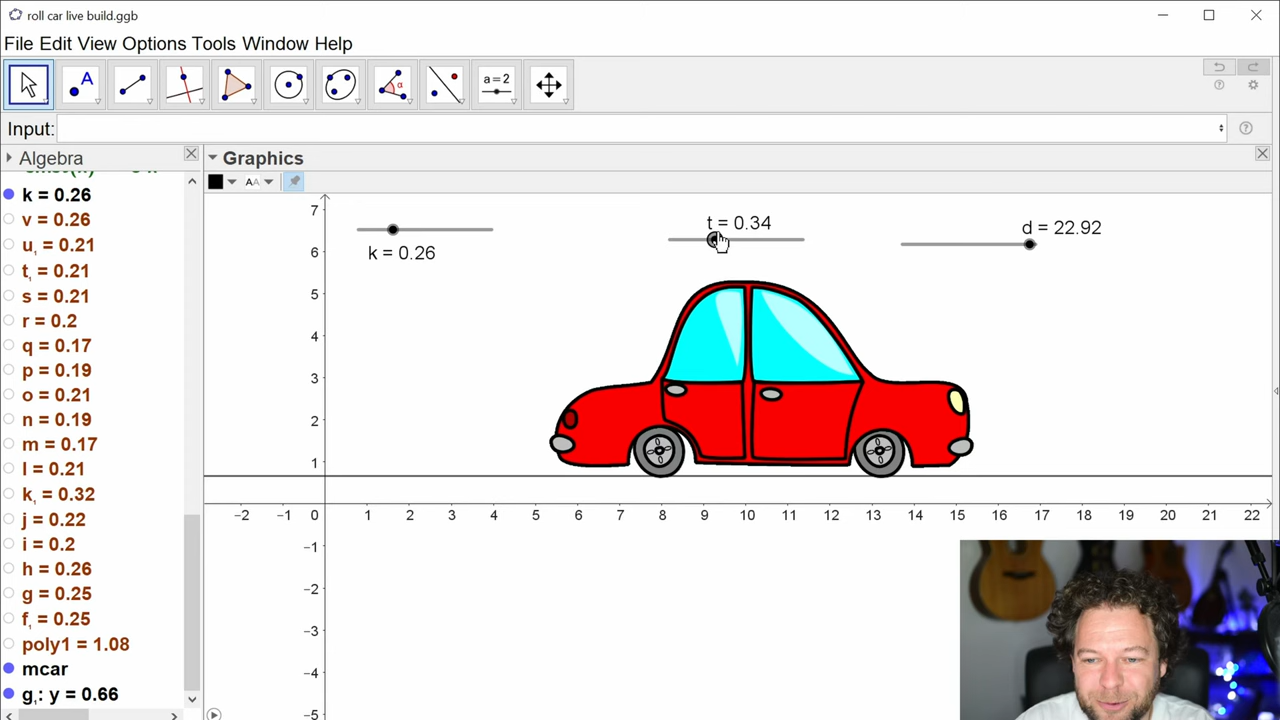 roll car live build.ggb
File Edit View Options Tools Window Help
A
α
a=2
Input:
Algebra
Graphics
AA
k = 0.26
v = 0.26
u₁ = 0.21
t₁ = 0.21
s = 0.21
r = 0.2
q = 0.17
p = 0.19
o = 0.21
n = 0.19
m = 0.17
l = 0.21
k₁ = 0.32
j = 0.22
i = 0.2
h = 0.26
g = 0.25
f₁ = 0.25
poly1 = 1.08
mcar
g₁: y = 0.66
k = 0.26
t = 0.34
d = 22.92
7
6
5
4
3
2
1
−2 −1 0 1 2 3 4 5 6 7 8 9 10 11 12 13 14 15 16 17 18 19 20 21 22
−1
−2
−3
−4
−5